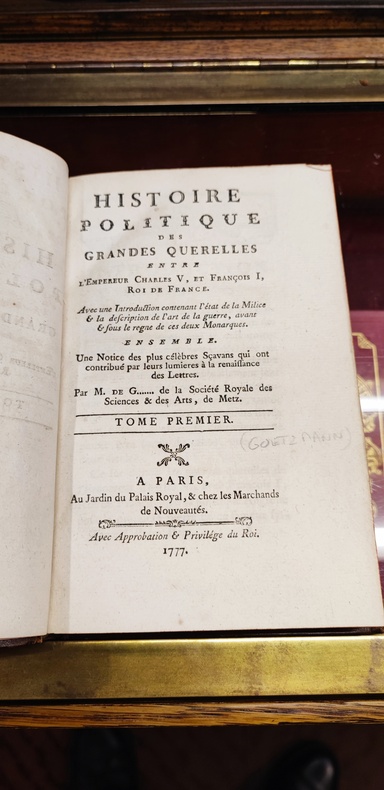 HISTOIRE
POLITIQUE
DES
GRANDES QUERELLES
ENTRE
L'EMPEREUR CHARLES V, ET FRANÇOIS I,
ROI DE FRANCE.
Avec une Introduction contenant l'état de la Milice
& la description de l'art de la guerre, avant
& sous le regne de ces deux Monarques.
ENSEMBLE.
Une Notice des plus célèbres Sçavans qui ont
contribué par leurs lumieres à la renaissance
des Lettres.
Par M. DE G....... de la Société Royale des
Sciences & des Arts, de Metz.
TOME PREMIER.
(GOETZMANN)
A PARIS,
Au Jardin du Palais Royal, & chez les Marchands
de Nouveautés.
Avec Approbation & Privilége du Roi.
1777.